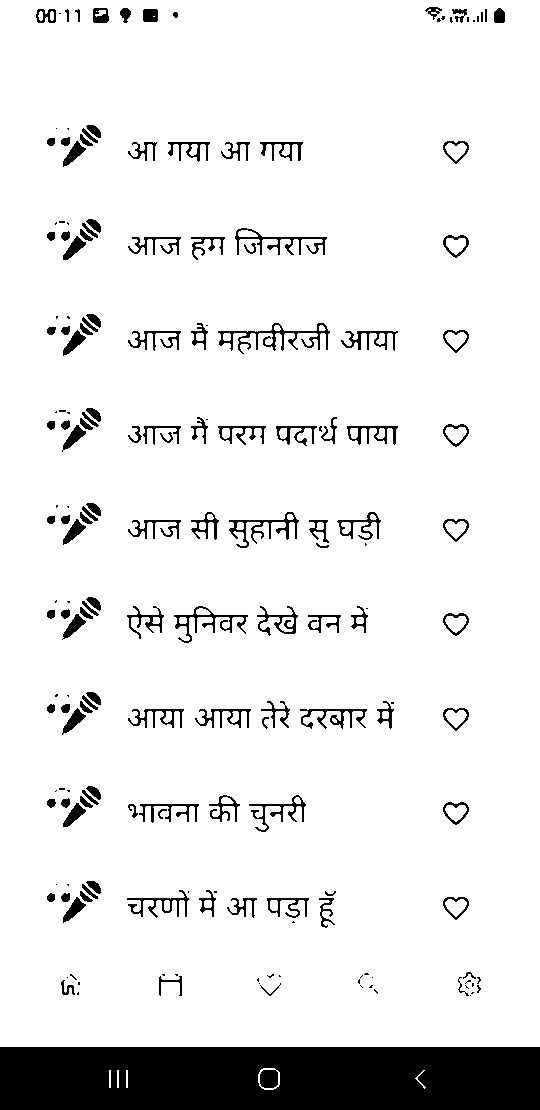 00:11
आ गया आ गया
आज हम जिनराज
आज मैं महावीरजी आया
आज मैं परम पदार्थ पाया
आज सी सुहानी सु घड़ी
ऐसे मुनिवर देखे वन में
आया आया तेरे दरबार में
भावना की चुनरी
चरणों में आ पड़ा हूँ